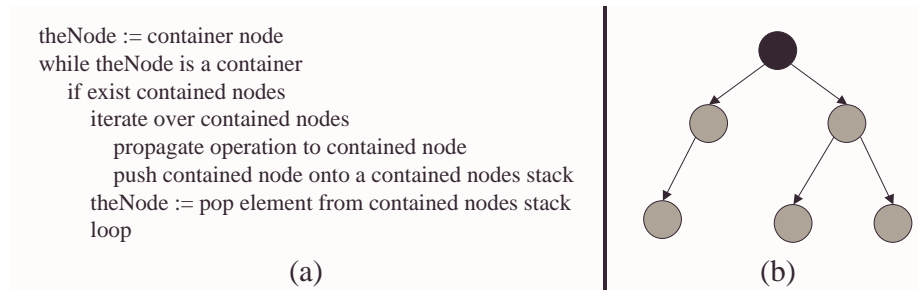 theNode := container node
while theNode is a container
if exist contained nodes
iterate over contained nodes
propagate operation to contained node
push contained node onto a contained nodes stack
theNode := pop element from contained nodes stack
loop
(a)
(b)